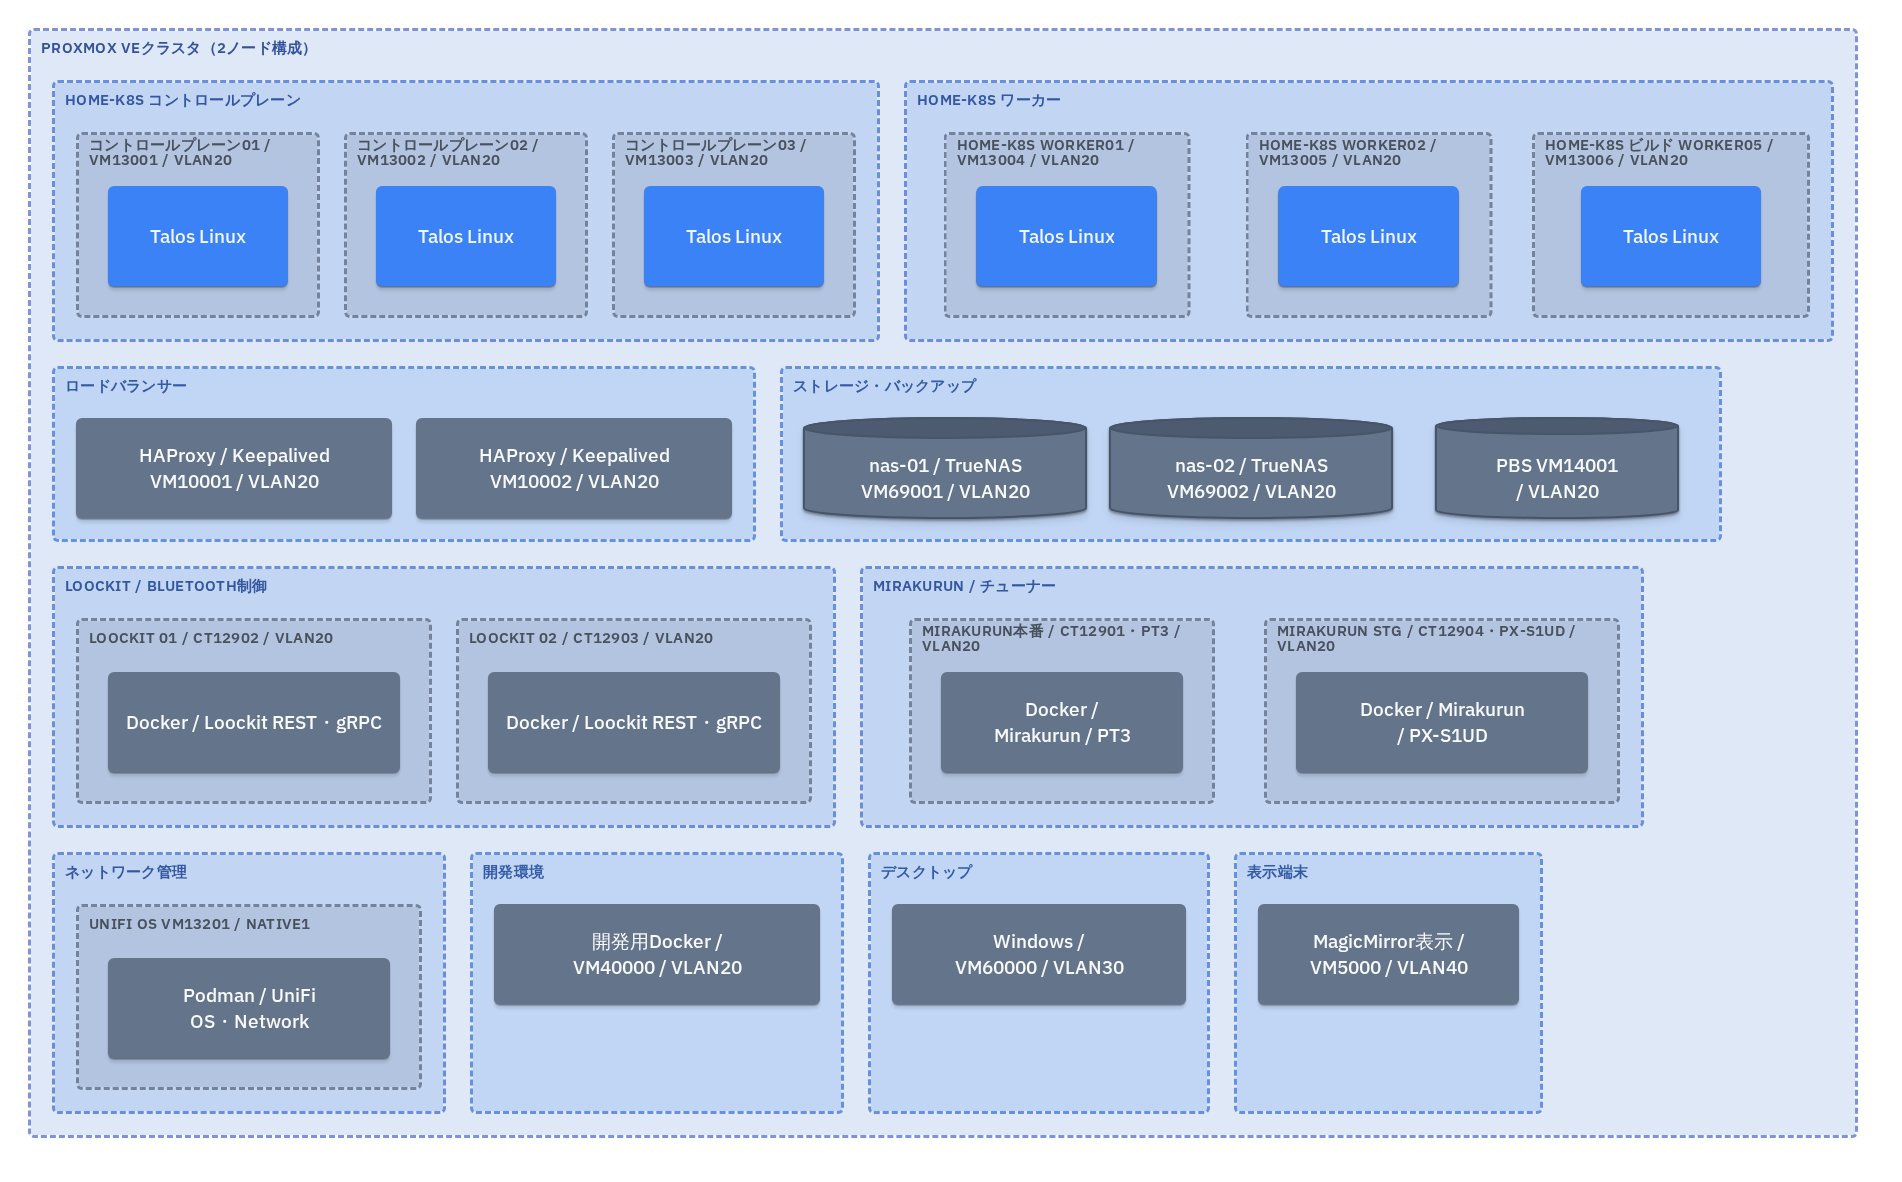 PROXMOX VEクラスタ（2ノード構成）
HOME-K8S コントロールプレーン
コントロールプレーン01 /
VM13001 / VLAN20
Talos Linux
コントロールプレーン02 /
VM13002 / VLAN20
Talos Linux
コントロールプレーン03 /
VM13003 / VLAN20
Talos Linux
HOME-K8S ワーカー
HOME-K8S WORKER01 /
VM13004 / VLAN20
Talos Linux
HOME-K8S WORKER02 /
VM13005 / VLAN20
Talos Linux
HOME-K8S ビルド WORKER05 /
VM13006 / VLAN20
Talos Linux
ロードバランサー
HAProxy / Keepalived
VM10001 / VLAN20
HAProxy / Keepalived
VM10002 / VLAN20
ストレージ・バックアップ
nas-01 / TrueNAS
VM69001 / VLAN20
nas-02 / TrueNAS
VM69002 / VLAN20
PBS VM14001
/ VLAN20
LOOCKIT / BLUETOOTH制御
LOOCKIT 01 / CT12902 / VLAN20
Docker / Loockit REST・gRPC
LOOCKIT 02 / CT12903 / VLAN20
Docker / Loockit REST・gRPC
MIRAKURUN / チューナー
MIRAKURUN本番 / CT12901・PT3 /
VLAN20
Docker /
Mirakurun / PT3
MIRAKURUN STG / CT12904・PX-S1UD /
VLAN20
Docker / Mirakurun
/ PX-S1UD
ネットワーク管理
UNIFI OS VM13201 / NATIVE1
Podman / UniFi
OS・Network
開発環境
開発用Docker /
VM40000 / VLAN20
デスクトップ
Windows /
VM60000 / VLAN30
表示端末
MagicMirror表示 /
VM5000 / VLAN40